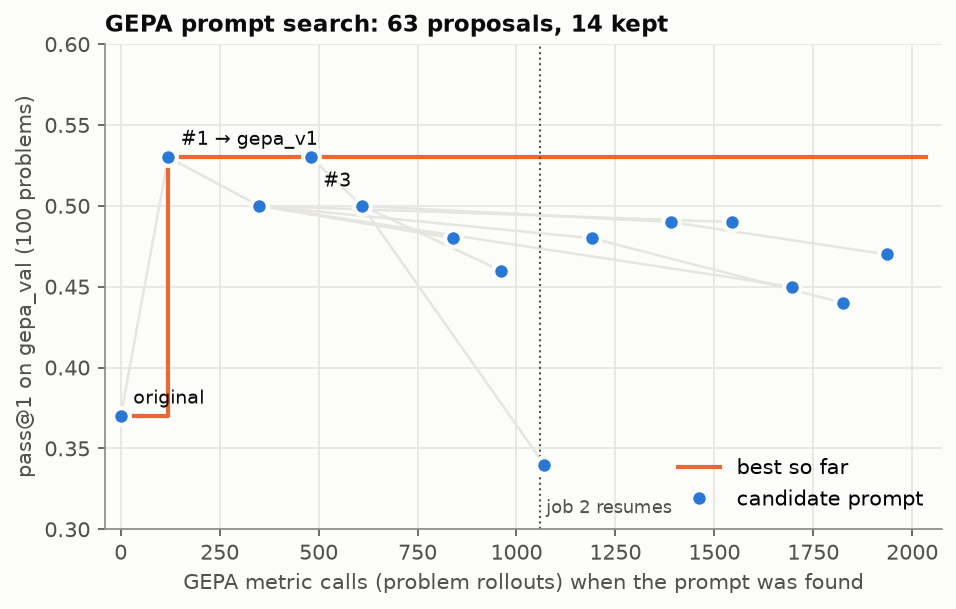 GEPA prompt search: 63 proposals, 14 kept
pass@1 on gepa_val (100 problems)
0.60
0.55
0.50
0.45
0.40
0.35
0.30
#1 → gepa_v1
#3
original
job 2 resumes
best so far
candidate prompt
0 250 500 750 1000 1250 1500 1750 2000
GEPA metric calls (problem rollouts) when the prompt was found